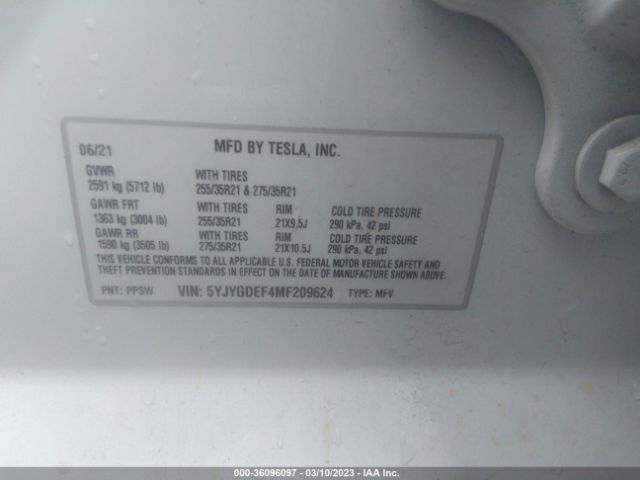 06/21 MFD BY TESLA, INC.
GVWR WITH TIRES
2591 kg (5712 lb) 255/35R21 & 275/35R21
GAWR FRT WITH TIRES RIM COLD TIRE PRESSURE
1363 kg (3004 lb) 255/35R21 21X9.5J 290 kPa, 42 psi
GAWR RR WITH TIRES RIM COLD TIRE PRESSURE
1590 kg (3505 lb) 275/35R21 21X10.5J 290 kPa, 42 psi
THIS VEHICLE CONFORMS TO ALL APPLICABLE U.S. FEDERAL MOTOR VEHICLE SAFETY AND
THEFT PREVENTION STANDARDS IN EFFECT ON THE DATE OF MANUFACTURE SHOWN ABOVE.
PNT: PPSW VIN: 5YJYGDEF4MF209624 TYPE: MPV
000-36096097 - 03/10/2023 - IAA Inc.